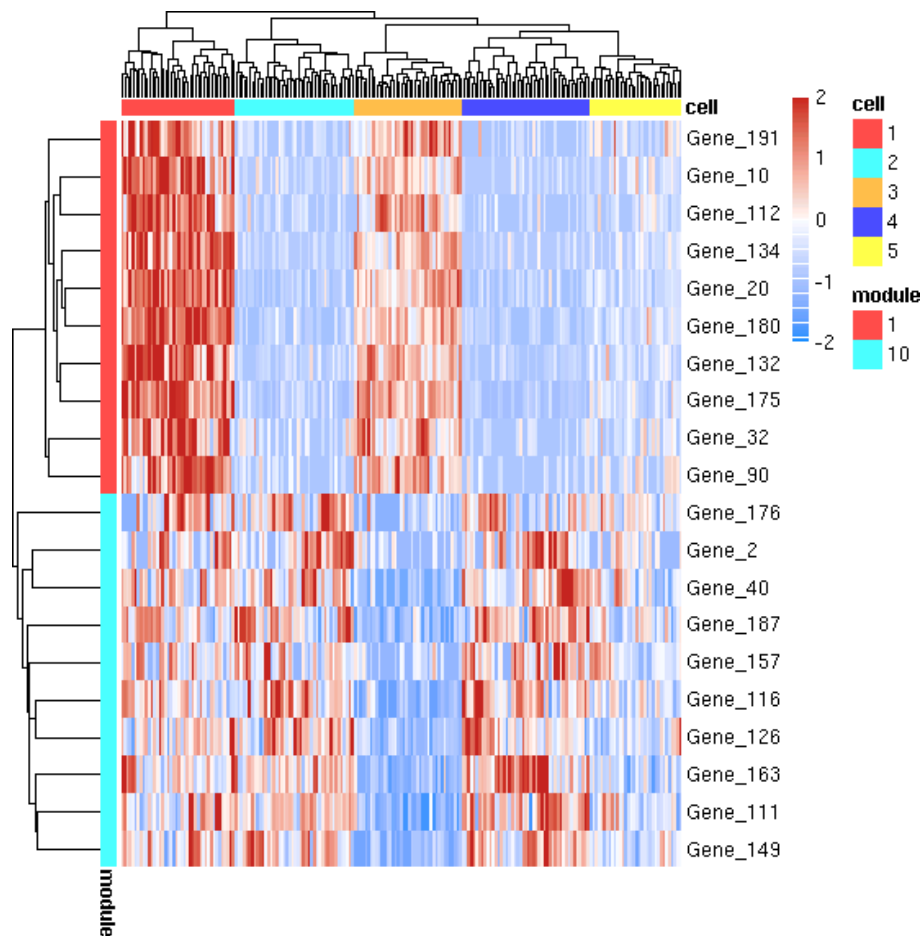 cell
Gene_191
Gene_10
Gene_112
Gene_134
Gene_20
Gene_180
Gene_132
Gene_175
Gene_32
Gene_90
Gene_176
Gene_2
Gene_40
Gene_187
Gene_157
Gene_116
Gene_126
Gene_163
Gene_111
Gene_149
module
2
1
0
-1
-2
cell
1
2
3
4
5
module
1
10